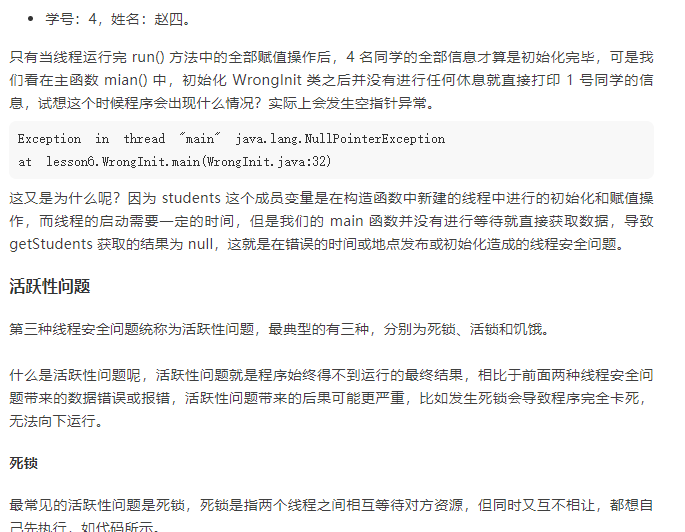 学号：4，姓名：赵四。
只有当线程运行完 run() 方法中的全部赋值操作后，4 名同学的全部信息才算是初始化完毕，可是我
们看在主函数 mian() 中，初始化 WrongInit 类之后并没有进行任何休息就直接打印 1 号同学的信
息，试想这个时候程序会出现什么情况？实际上会发生空指针异常。
Exception in thread "main" java.lang.NullPointerException
at lesson6.WrongInit.main(WrongInit.java:32)
这又是为什么呢？因为 students 这个成员变量是在构造函数中新建的线程中进行的初始化和赋值操
作，而线程的启动需要一定的时间，但是我们的 main 函数并没有进行等待就直接获取数据，导致
getStudents 获取的结果为 null，这就是在错误的时间或地点发布或初始化造成的线程安全问题。
活跃性问题
第三种线程安全问题统称为活跃性问题，最典型的有三种，分别为死锁、活锁和饥饿。
什么是活跃性问题呢，活跃性问题就是程序始终得不到运行的最终结果，相比于前面两种线程安全问
题带来的数据错误或报错，活跃性问题带来的后果可能更严重，比如发生死锁会导致程序完全卡死，
无法向下运行。
死锁
最常见的活跃性问题是死锁，死锁是指两个线程之间相互等待对方资源，但同时又互不相让，都想自
己先执行，如代码所示。